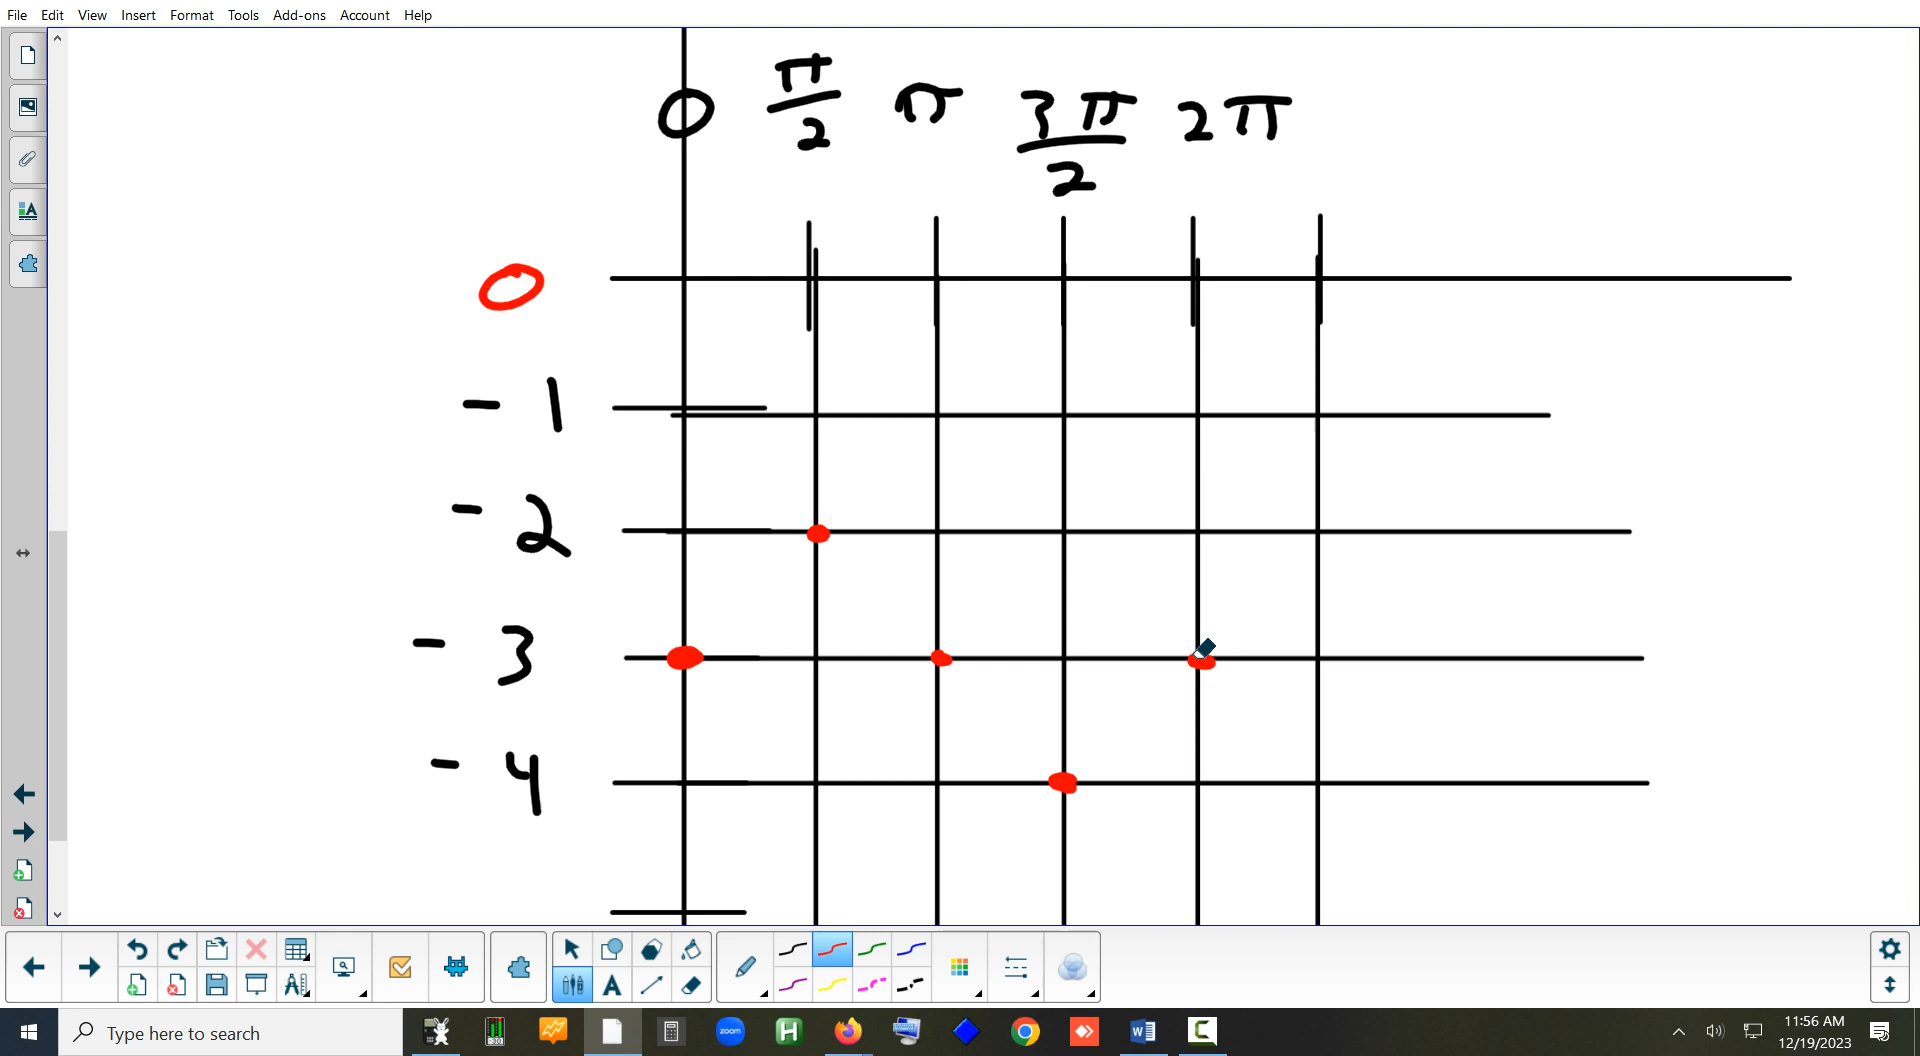 File Edit View Insert Format Tools Add-ons Account Help
0 π/2 π 3π/2 2π
0
- 1
- 2
- 3
- 4
A
A
zoom
H
W
C
Type here to search
11:56 AM
12/19/2023